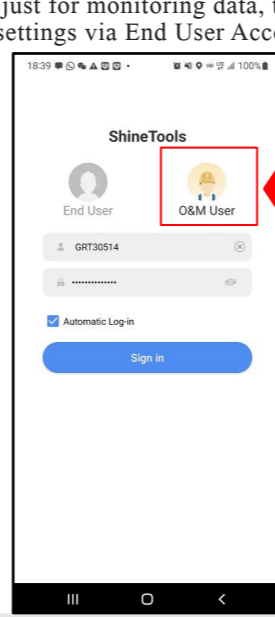 just for monitoring data, t
settings via End User Acc
18:39 100%
ShineTools
End User O&M User
GRT30514
••••••••••••••
Automatic Log-in
Sign in